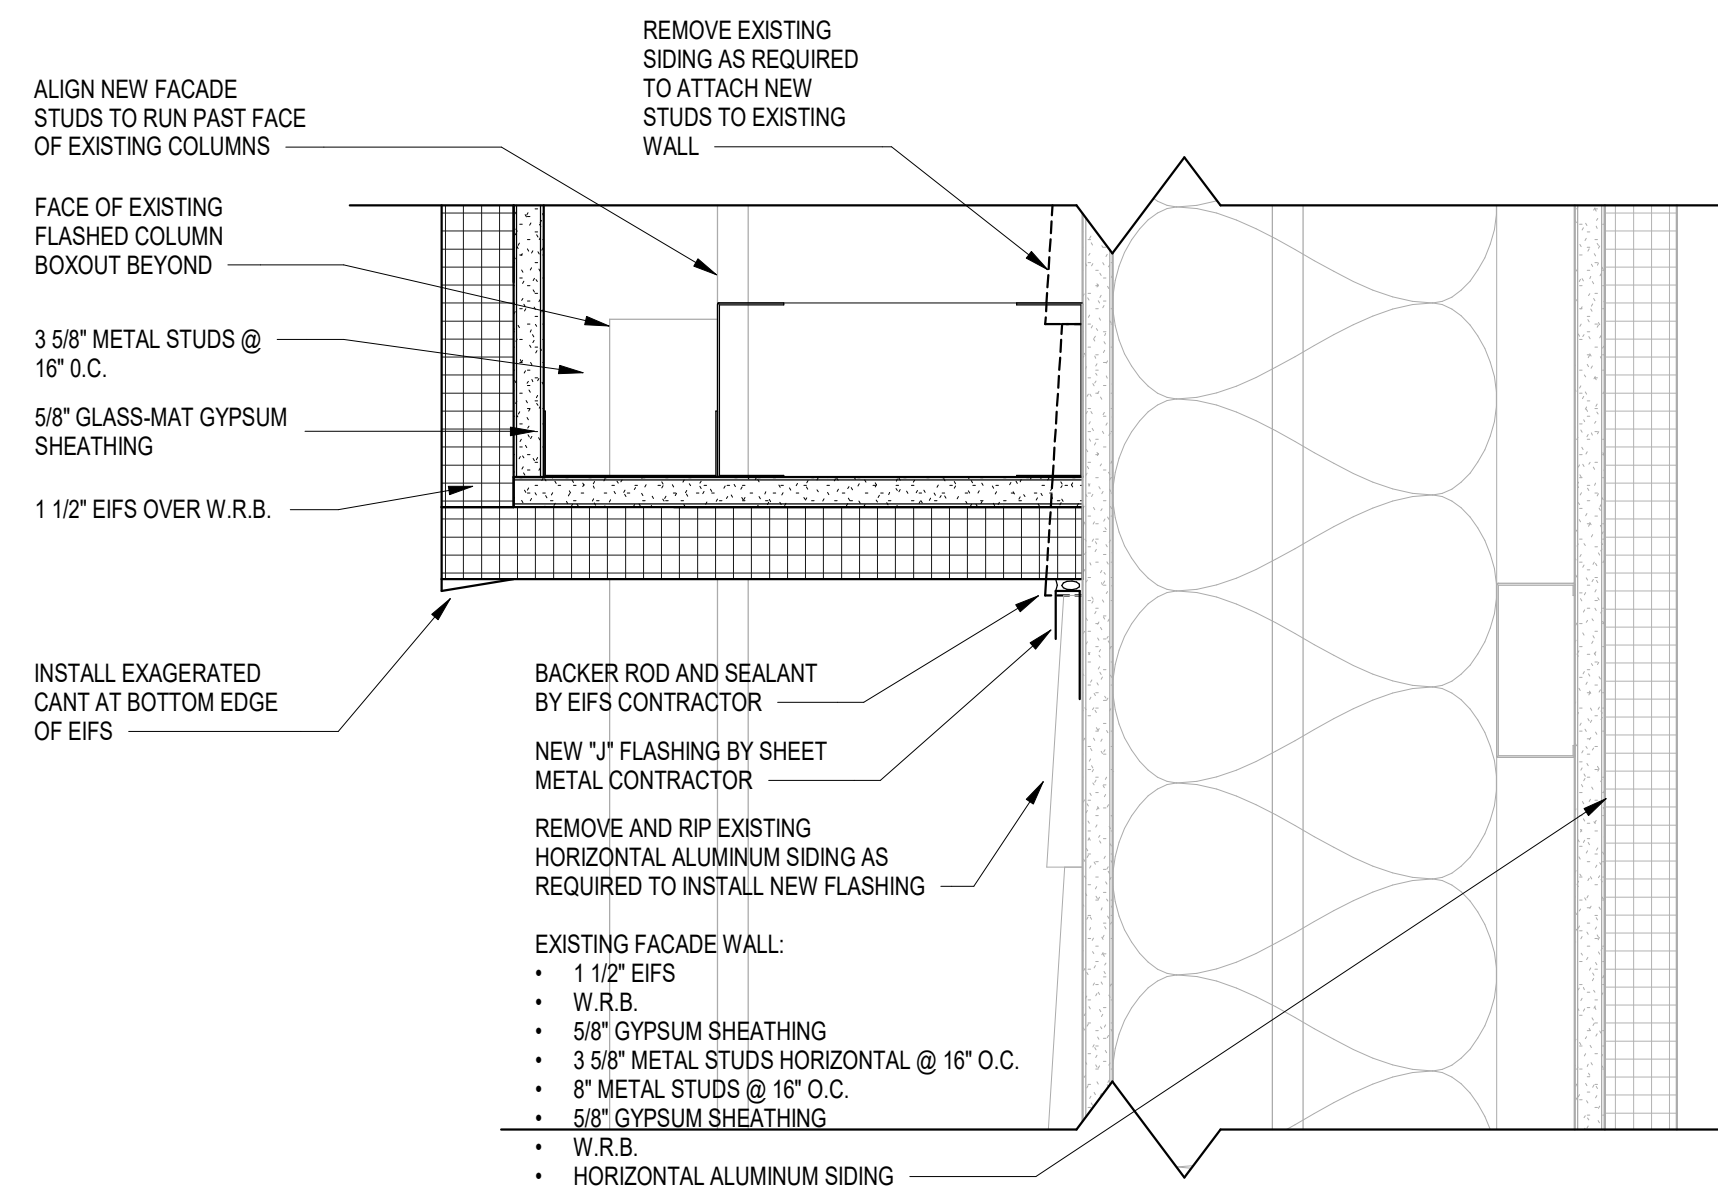 REMOVE EXISTING
SIDING AS REQUIRED
TO ATTACH NEW
STUDS TO EXISTING
WALL
ALIGN NEW FACADE
STUDS TO RUN PAST FACE
OF EXISTING COLUMNS
FACE OF EXISTING
FLASHED COLUMN
BOXOUT BEYOND
3 5/8" METAL STUDS @
16" 0.C.
5/8" GLASS-MAT GYPSUM
SHEATHING
1 1/2" EIFS OVER W.R.B.
INSTALL EXAGERATED
CANT AT BOTTOM EDGE
OF EIFS
BACKER ROD AND SEALANT
BY EIFS CONTRACTOR
NEW "J" FLASHING BY SHEET
METAL CONTRACTOR
REMOVE AND RIP EXISTING
HORIZONTAL ALUMINUM SIDING AS
REQUIRED TO INSTALL NEW FLASHING
EXISTING FACADE WALL:
• 1 1/2" EIFS
• W.R.B.
• 5/8" GYPSUM SHEATHING
• 3 5/8" METAL STUDS HORIZONTAL @ 16" O.C.
• 8" METAL STUDS @ 16" O.C.
• 5/8" GYPSUM SHEATHING
• W.R.B.
• HORIZONTAL ALUMINUM SIDING